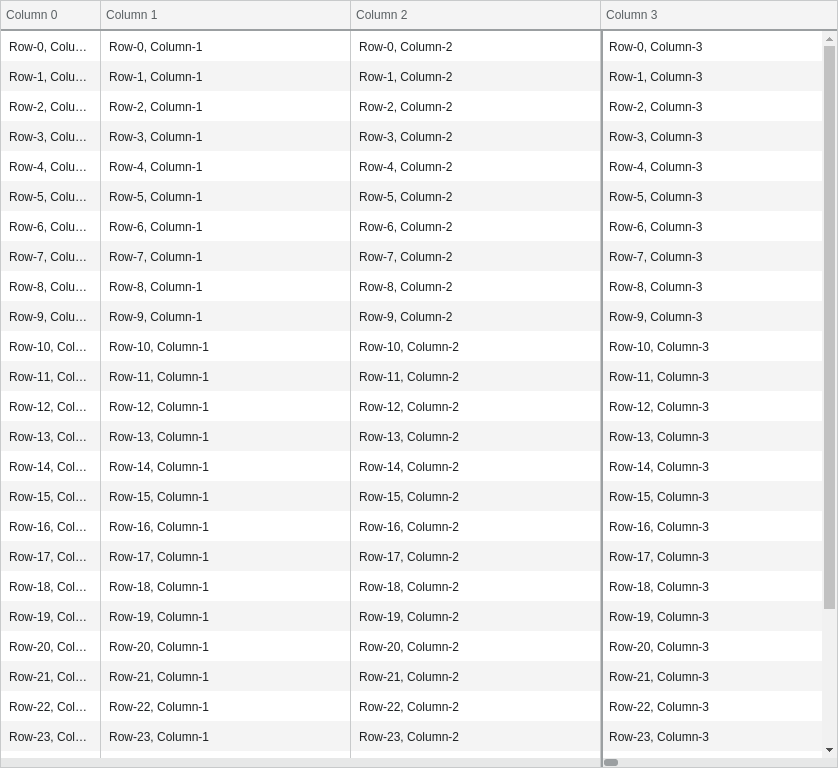 Column 0 Column 1 Column 2 Column 3
Row-0, Colu... Row-0, Column-1 Row-0, Column-2 Row-0, Column-3
Row-1, Colu... Row-1, Column-1 Row-1, Column-2 Row-1, Column-3
Row-2, Colu... Row-2, Column-1 Row-2, Column-2 Row-2, Column-3
Row-3, Colu... Row-3, Column-1 Row-3, Column-2 Row-3, Column-3
Row-4, Colu... Row-4, Column-1 Row-4, Column-2 Row-4, Column-3
Row-5, Colu... Row-5, Column-1 Row-5, Column-2 Row-5, Column-3
Row-6, Colu... Row-6, Column-1 Row-6, Column-2 Row-6, Column-3
Row-7, Colu... Row-7, Column-1 Row-7, Column-2 Row-7, Column-3
Row-8, Colu... Row-8, Column-1 Row-8, Column-2 Row-8, Column-3
Row-9, Colu... Row-9, Column-1 Row-9, Column-2 Row-9, Column-3
Row-10, Col... Row-10, Column-1 Row-10, Column-2 Row-10, Column-3
Row-11, Col... Row-11, Column-1 Row-11, Column-2 Row-11, Column-3
Row-12, Col... Row-12, Column-1 Row-12, Column-2 Row-12, Column-3
Row-13, Col... Row-13, Column-1 Row-13, Column-2 Row-13, Column-3
Row-14, Col... Row-14, Column-1 Row-14, Column-2 Row-14, Column-3
Row-15, Col... Row-15, Column-1 Row-15, Column-2 Row-15, Column-3
Row-16, Col... Row-16, Column-1 Row-16, Column-2 Row-16, Column-3
Row-17, Col... Row-17, Column-1 Row-17, Column-2 Row-17, Column-3
Row-18, Col... Row-18, Column-1 Row-18, Column-2 Row-18, Column-3
Row-19, Col... Row-19, Column-1 Row-19, Column-2 Row-19, Column-3
Row-20, Col... Row-20, Column-1 Row-20, Column-2 Row-20, Column-3
Row-21, Col... Row-21, Column-1 Row-21, Column-2 Row-21, Column-3
Row-22, Col... Row-22, Column-1 Row-22, Column-2 Row-22, Column-3
Row-23, Col... Row-23, Column-1 Row-23, Column-2 Row-23, Column-3